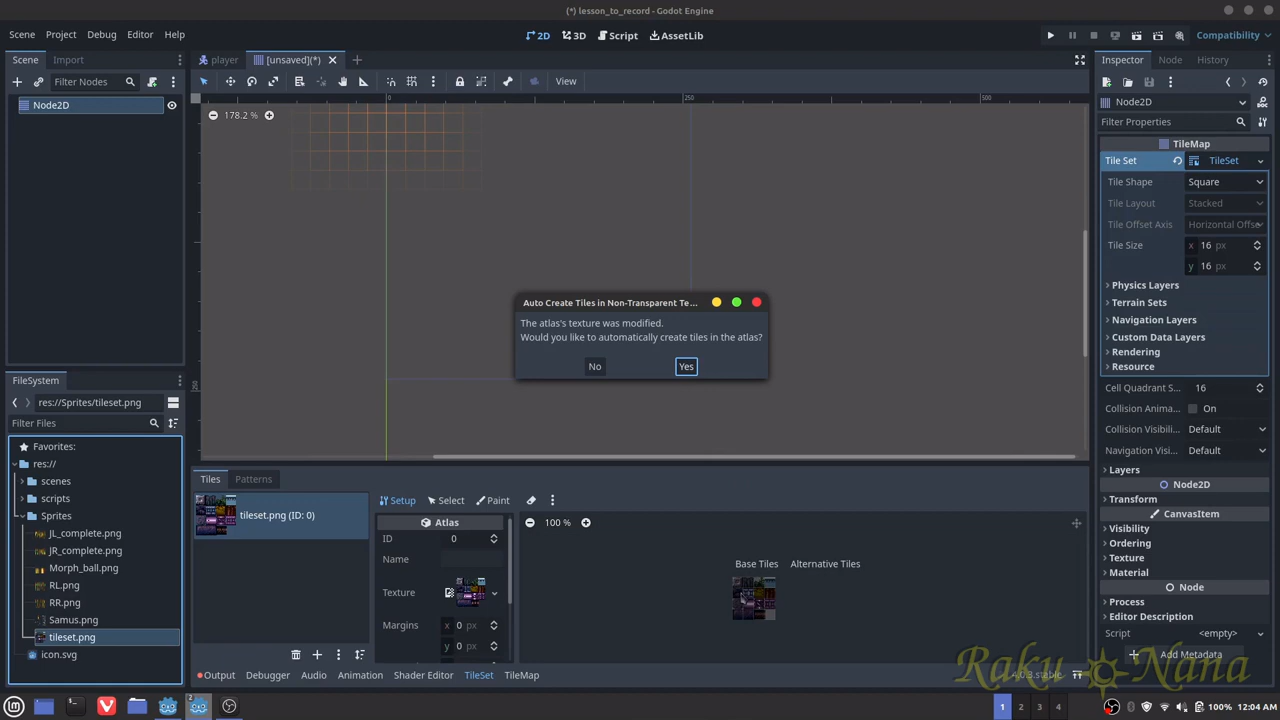 (*) lesson_to_record - Godot Engine
Scene Project Debug Editor Help
2D 3D Script AssetLib
Compatibility
Scene Import
player [unsaved](*)
Inspector Node History
Filter Nodes
View
Node2D
Node2D
Filter Properties
0 250 500
178.2 %
TileMap
Tile Set TileSet
Tile Shape Square
Tile Layout Stacked
Tile Offset Axis Horizontal Offse
Tile Size x 16 px
y 16 px
Physics Layers
Terrain Sets
Navigation Layers
Custom Data Layers
Rendering
Resource
Cell Quadrant S... 16
Collision Anima... On
Collision Visibili... Default
Navigation Visi... Default
Layers
Node2D
Transform
CanvasItem
Visibility
Ordering
Texture
Material
Node
Process
Editor Description
Script <empty>
Add Metadata
Auto Create Tiles in Non-Transparent Te...
The atlas's texture was modified.
Would you like to automatically create tiles in the atlas?
No Yes
FileSystem
res://Sprites/tileset.png
Filter Files
Favorites:
res://
scenes
scripts
Sprites
JL_complete.png
JR_complete.png
Morph_ball.png
RL.png
RR.png
Samus.png
tileset.png
icon.svg
Tiles Patterns
tileset.png (ID: 0)
Setup Select Paint
Atlas
ID 0
Name
Texture
Margins x 0 px
y 0 px
100 %
Base Tiles Alternative Tiles
Output Debugger Animation Shader Editor TileSet TileMap
4.0.3.stable
Raku Nana
2
1 2 3 4
100% 12:04 AM